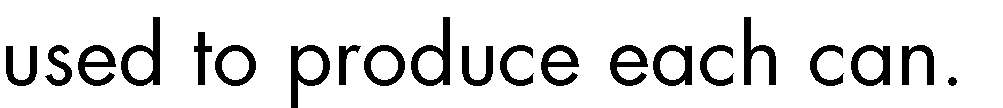 used to produce each can.